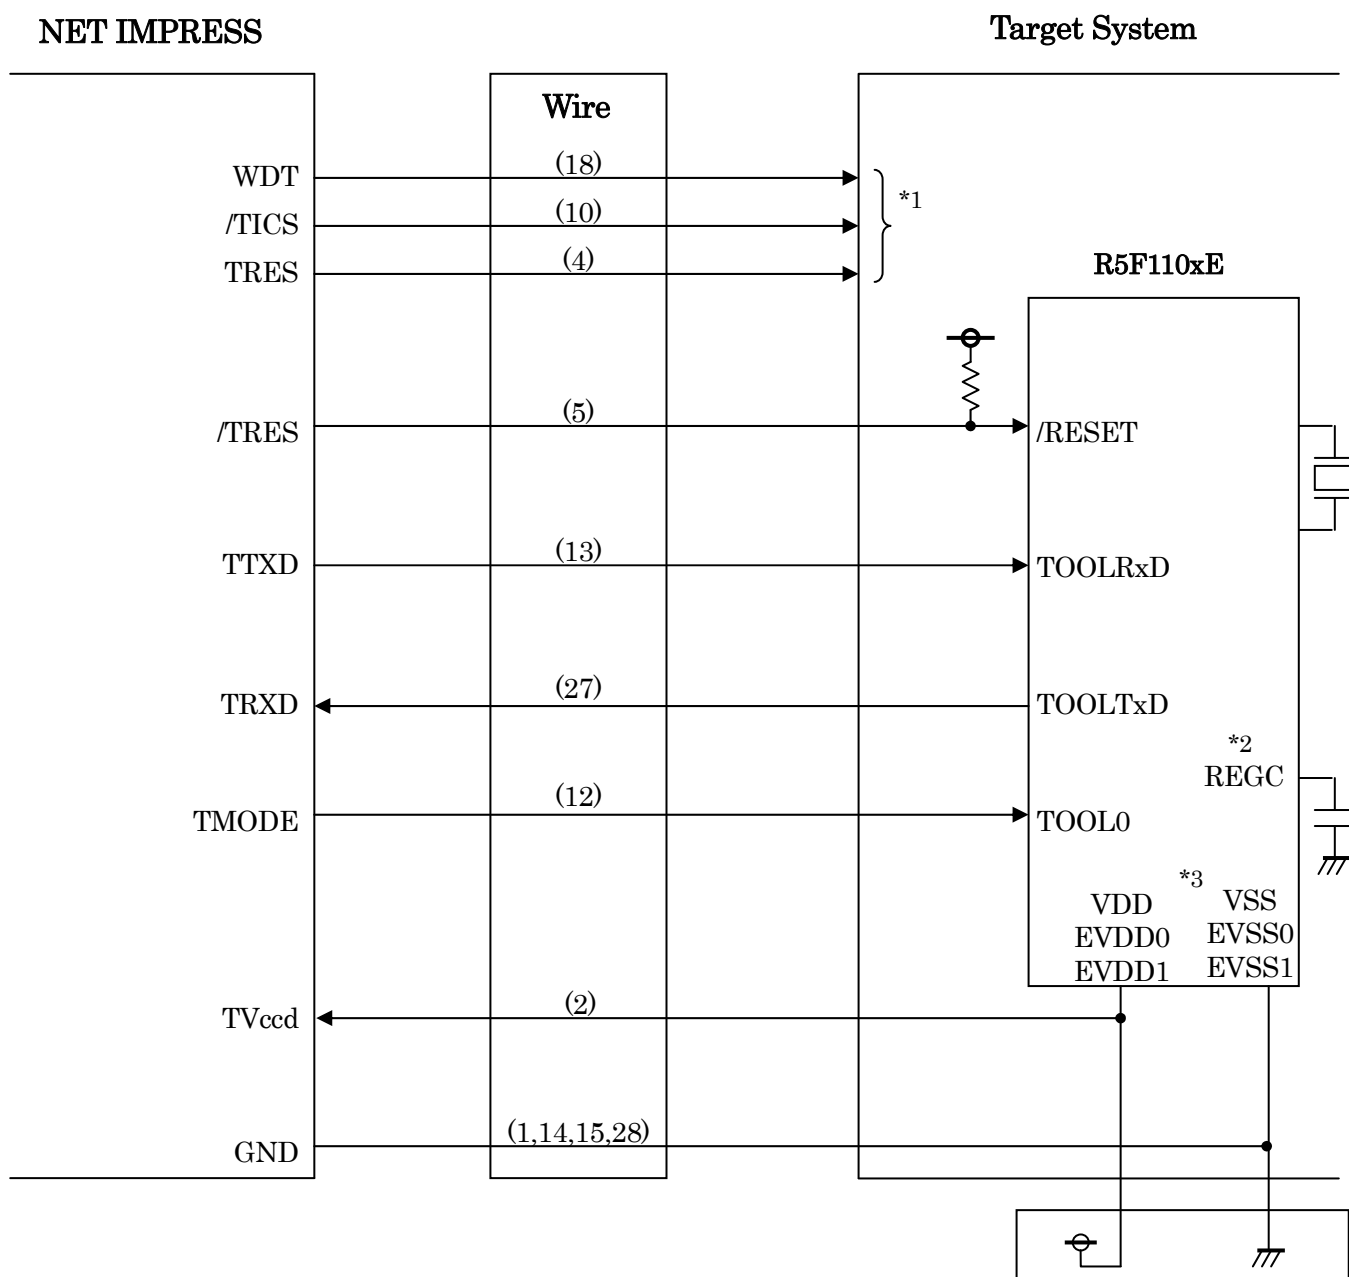 NET IMPRESS
Target System
Wire
WDT
(18)
*1
/TICS
(10)
TRES
(4)
R5F110xE
/TRES
(5)
/RESET
TTXD
(13)
TOOLRxD
TRXD
(27)
TOOLTxD
*2
REGC
TMODE
(12)
TOOL0
*3
VDD
VSS
EVDD0
EVSS0
EVDD1
EVSS1
TVccd
(2)
GND
(1,14,15,28)